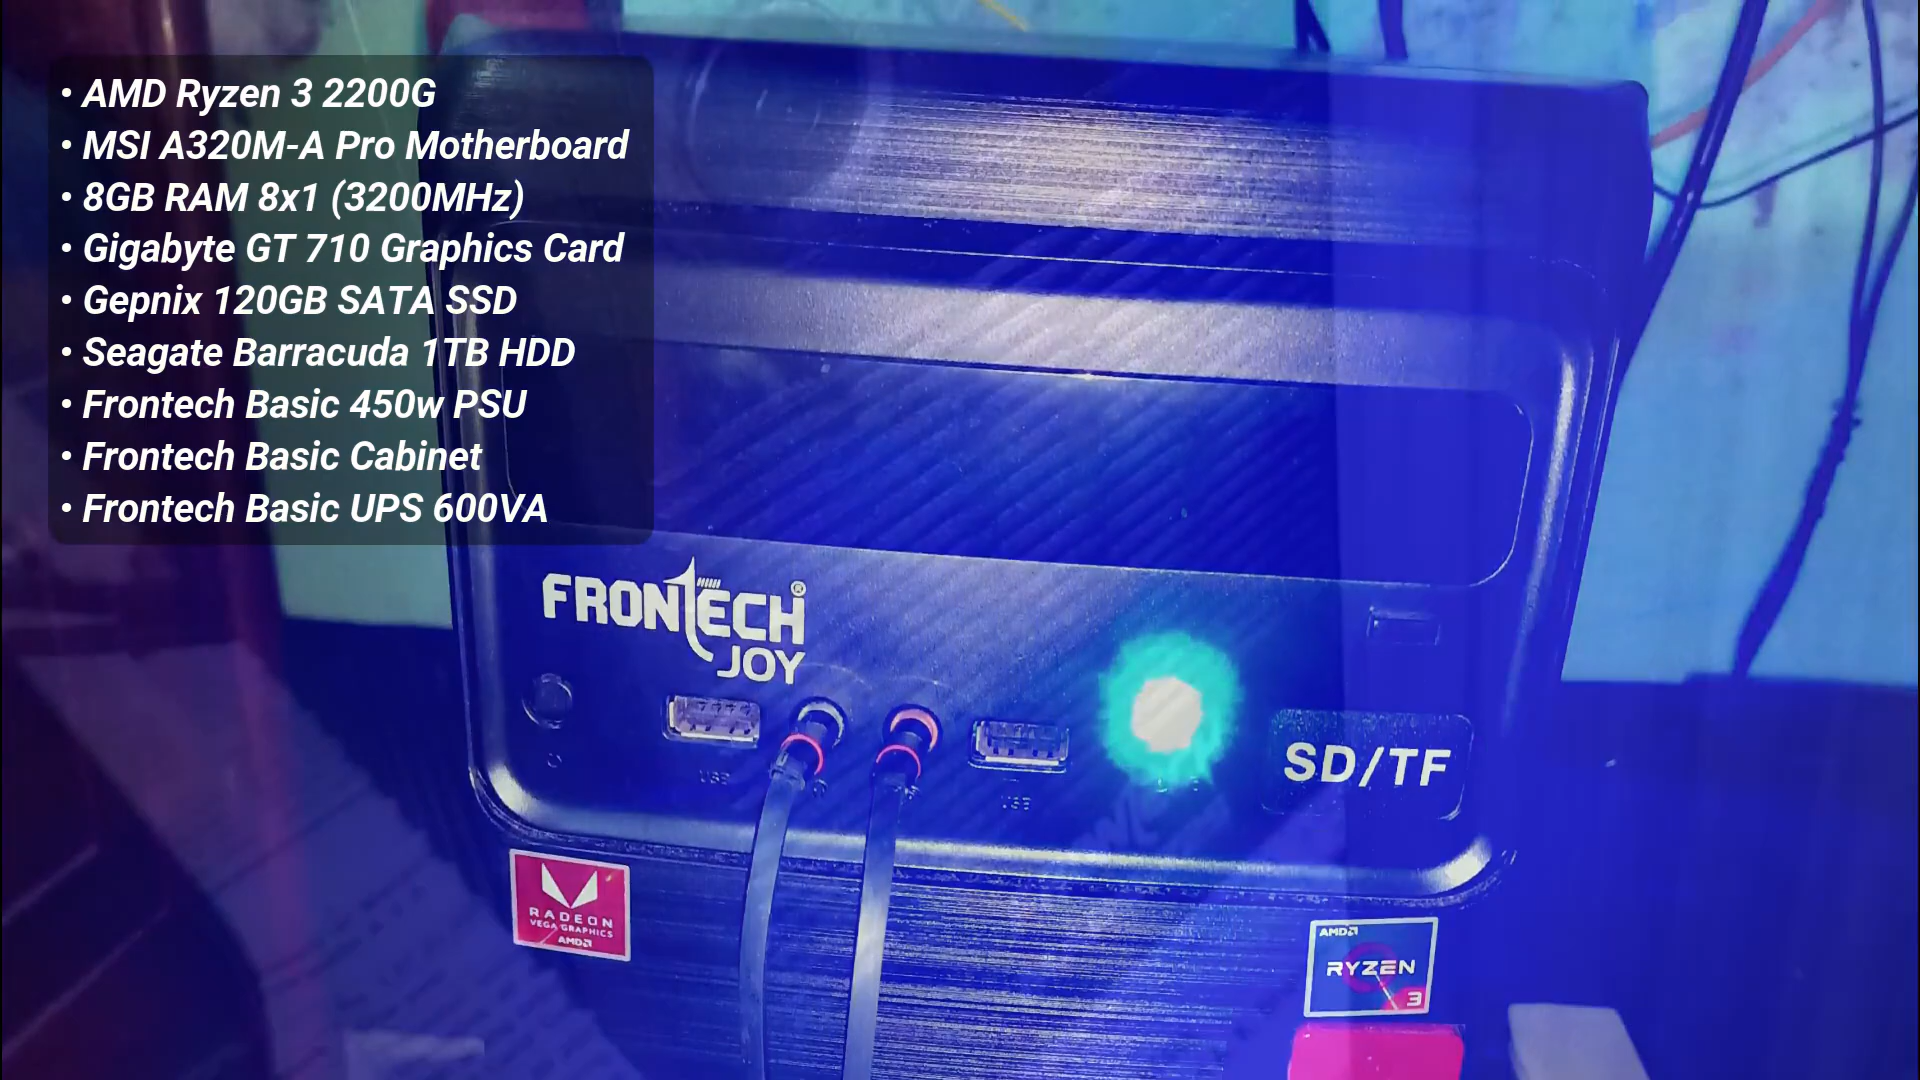 • AMD Ryzen 3 2200G
• MSI A320M-A Pro Motherboard
• 8GB RAM 8x1 (3200MHz)
• Gigabyte GT 710 Graphics Card
• Gepnix 120GB SATA SSD
• Seagate Barracuda 1TB HDD
• Frontech Basic 450w PSU
• Frontech Basic Cabinet
• Frontech Basic UPS 600VA
FRONTECH®
JOY
USB
USB
SD/TF
RADEON
VEGA GRAPHICS
AMD
AMD
RYZEN
3